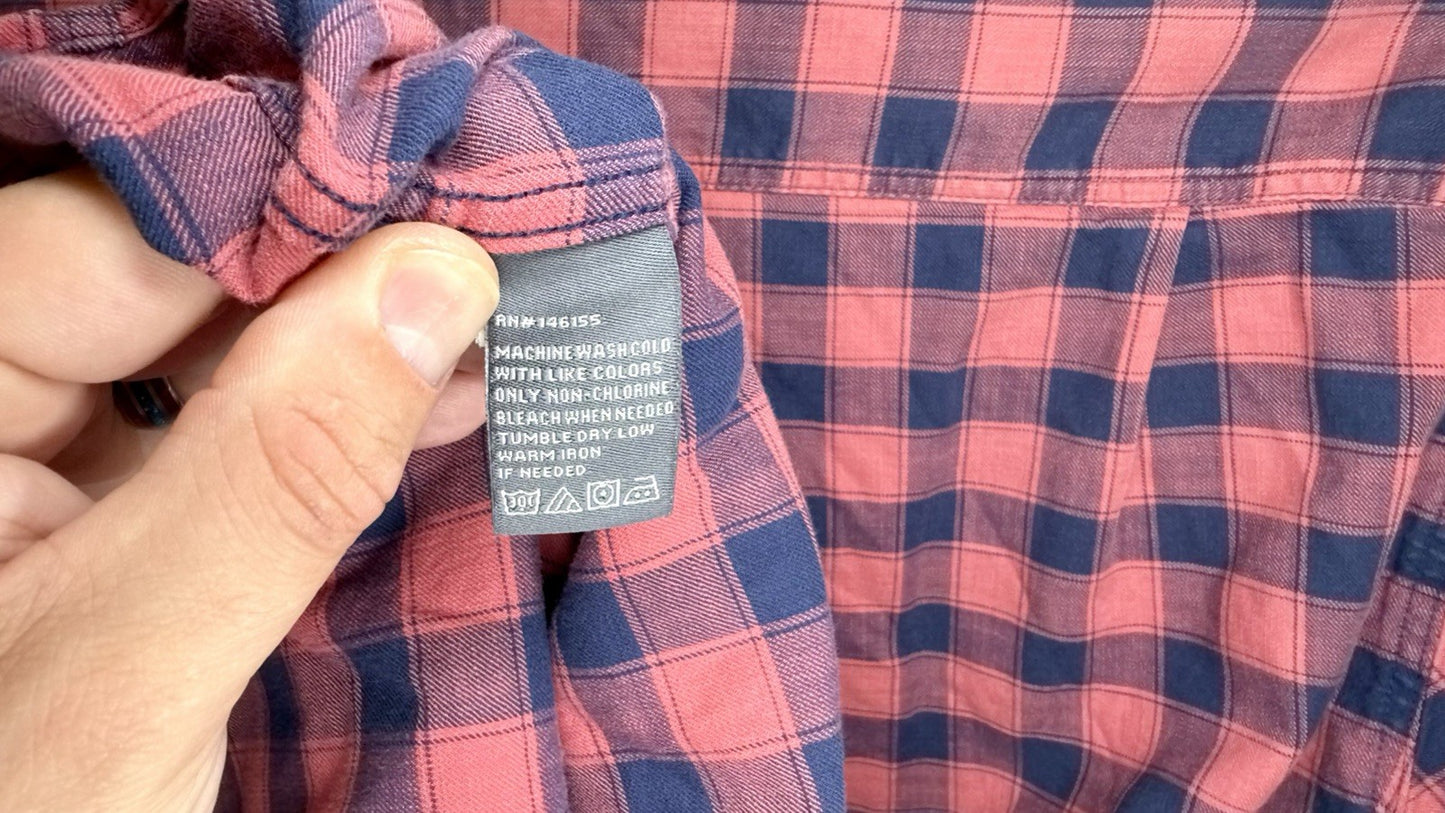 RN#146155
MACHINE WASH COLD
WITH LIKE COLORS
ONLY NON-CHLORINE
BLEACH WHEN NEEDED
TUMBLE DRY LOW
WARM IRON
IF NEEDED
30C